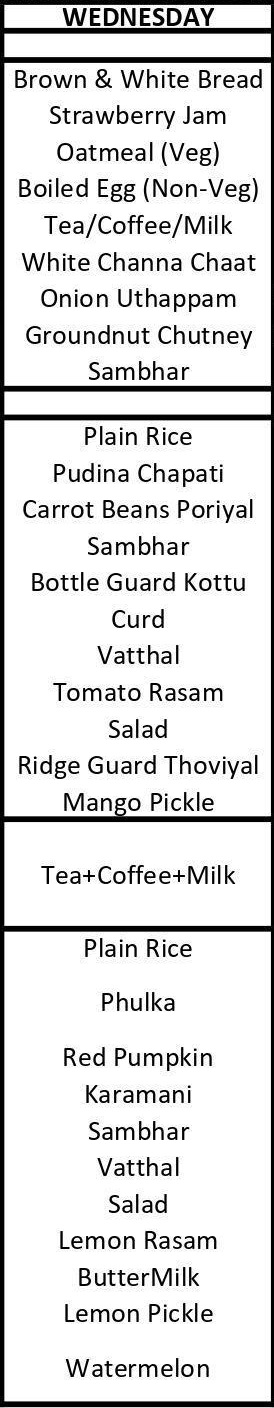 WEDNESDAY
Brown & White Bread
Strawberry Jam
Oatmeal (Veg)
Boiled Egg (Non-Veg)
Tea/Coffee/Milk
White Channa Chaat
Onion Uthappam
Groundnut Chutney
Sambhar
Plain Rice
Pudina Chapati
Carrot Beans Poriyal
Sambhar
Bottle Guard Kottu
Curd
Vatthal
Tomato Rasam
Salad
Ridge Guard Thoviyal
Mango Pickle
Tea+Coffee+Milk
Plain Rice
Phulka
Red Pumpkin
Karamani
Sambhar
Vatthal
Salad
Lemon Rasam
ButterMilk
Lemon Pickle
Watermelon